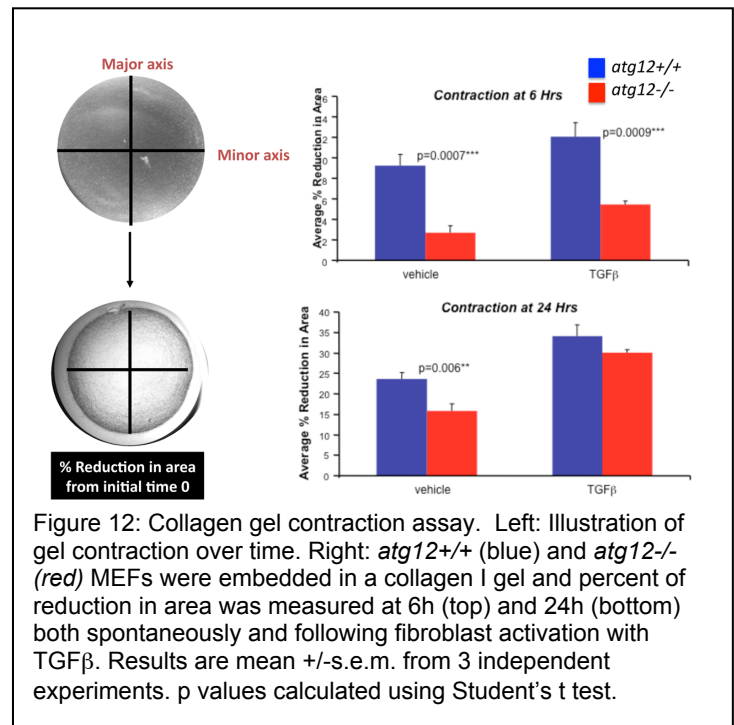 Major axis
Minor axis
% Reduction in area
from initial time 0
atg12+/+
atg12-/-
Contraction at 6 Hrs
Average % Reduction in Area
6
4
2
0
8
6
4
2
0
p=0.0007***
p=0.0009***
vehicle
TGFβ
Contraction at 24 Hrs
Average % Reduction in Area
40
35
30
25
20
15
10
5
0
p=0.006**
vehicle
TGFβ
Figure 12: Collagen gel contraction assay. Left: Illustration of
gel contraction over time. Right: atg12+/+ (blue) and atg12-/-
(red) MEFs were embedded in a collagen I gel and percent of
reduction in area was measured at 6h (top) and 24h (bottom)
both spontaneously and following fibroblast activation with
TGFβ. Results are mean +/-s.e.m. from 3 independent
experiments. p values calculated using Student’s t test.